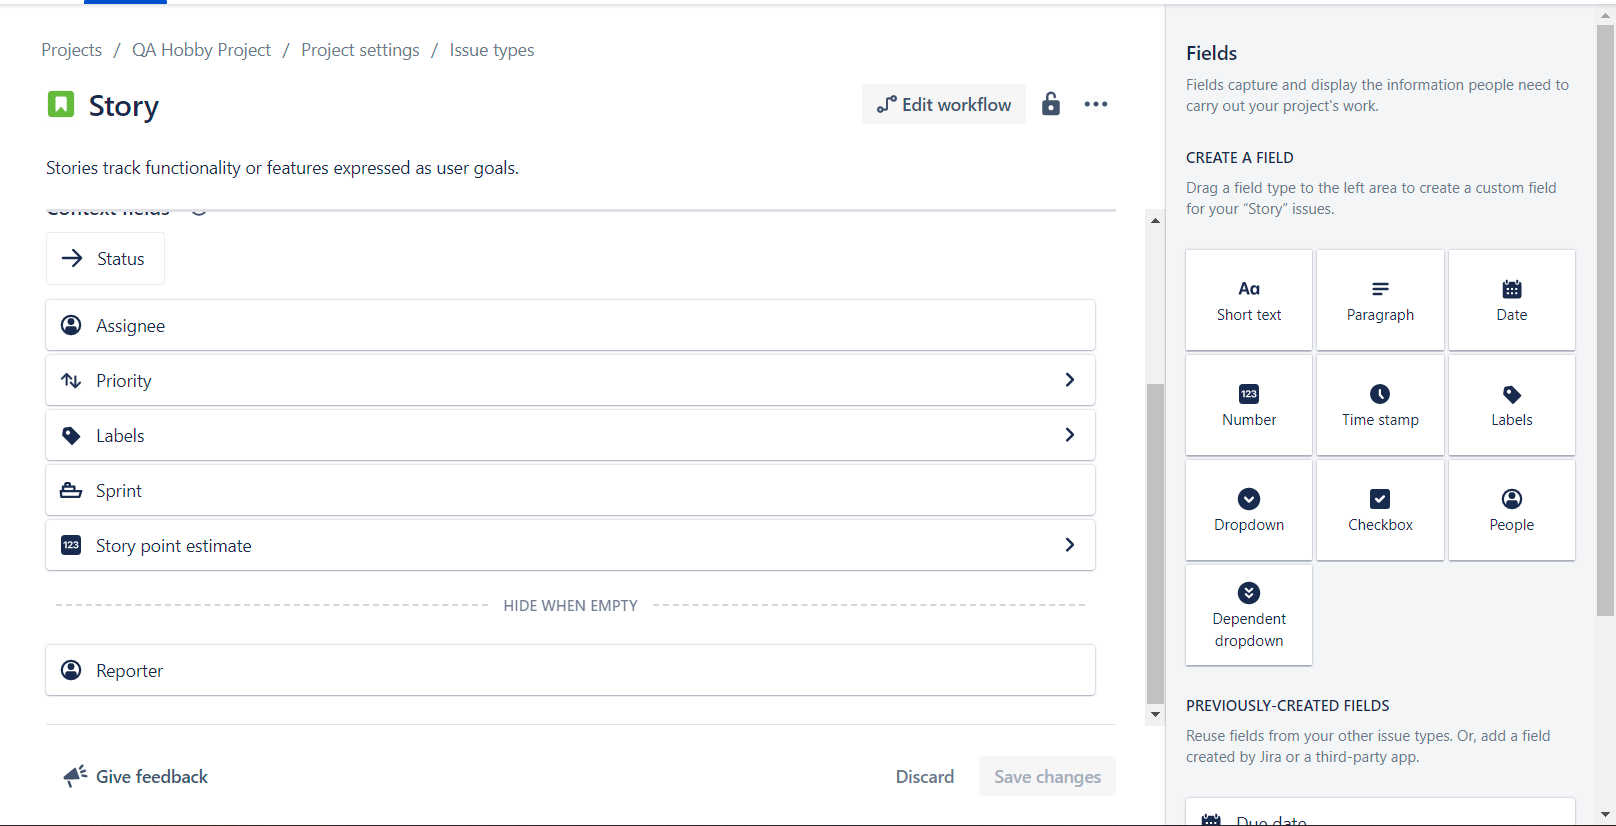 Projects / QA Hobby Project / Project settings / Issue types
Story
Edit workflow
Stories track functionality or features expressed as user goals.
Context fields
Status
Assignee
Priority
Labels
Sprint
123 Story point estimate
HIDE WHEN EMPTY
Reporter
Give feedback
Discard
Save changes
Fields
Fields capture and display the information people need to
carry out your project's work.
CREATE A FIELD
Drag a field type to the left area to create a custom field
for your “Story” issues.
Aa
Short text
Paragraph
Date
123
Number
Time stamp
Labels
Dropdown
Checkbox
People
Dependent
dropdown
PREVIOUSLY-CREATED FIELDS
Reuse fields from your other issue types. Or, add a field
created by Jira or a third-party app.
Due date